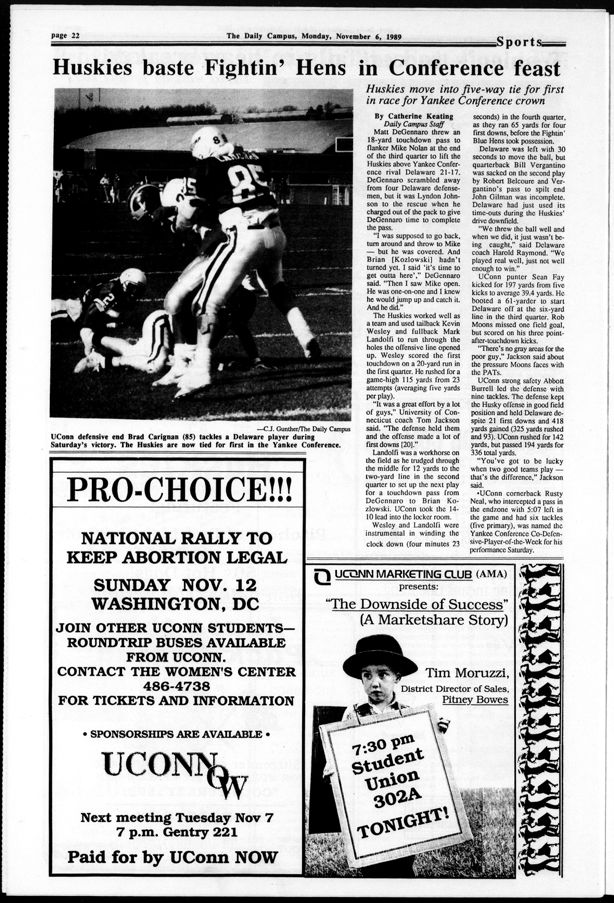 page 22
The Daily Campus, Monday, November 6, 1989
Sports
Huskies baste Fightin' Hens in Conference feast
Huskies move into five-way tie for first
in race for Yankee Conference crown
By Catherine Keating
Daily Campus Staff
Matt DeGennaro threw an
18-yard touchdown pass to
flanker Mike Nolan at the end
of the third quarter to lift the
Huskies above Yankee Confer-
ence rival Delaware 21-17.
DeGennaro scrambled away
from four Delaware defense-
men, but it was Lyndon John-
son to the rescue when he
charged out of the pack to give
DeGennaro time to complete
the pass.
"I was supposed to go back,
turn around and throw to Mike
— but he was covered. And
Brian [Kozlowski] hadn't
turned yet. I said 'it's time to
get outta here'," DeGennaro
said. "Then I saw Mike open.
He was one-on-one and I knew
he would jump up and catch it.
And he did."
The Huskies worked well as
a team and used tailback Kevin
Wesley and fullback Mark
Landolfi to run through the
holes the offensive line opened
up. Wesley scored the first
touchdown on a 20-yard run in
the first quarter. He rushed for a
game-high 115 yards from 23
attempts (averaging five yards
per play).
"It was a great effort by a lot
of guys," University of Con-
necticut coach Tom Jackson
said. "The defense held them
and the offense made a lot of
first downs [20]."
Landolfi was a workhorse on
the field as he trudged through
the middle for 12 yards to the
two-yard line in the second
quarter to set up the next play
for a touchdown pass from
DeGennaro to Brian Ko-
zlowski. UConn took the 14-
10 lead into the locker room.
Wesley and Landolfi were
instrumental in winding the
clock down (four minutes 23
seconds) in the fourth quarter,
as they ran 65 yards for four
first downs, before the Fightin'
Blue Hens took possession.
Delaware was left with 30
seconds to move the ball, but
quarterback Bill Vergantino
was sacked on the second play
by Robert Belcoure and Ver-
gantino's pass to spilt end
John Gilman was incomplete.
Delaware had just used its
time-outs during the Huskies'
drive downfield.
"We threw the ball well and
when we did, it just wasn't be-
ing caught," said Delaware
coach Harold Raymond. "We
played real well, just not well
enough to win."
UConn punter Sean Fay
kicked for 197 yards from five
kicks to average 39.4 yards. He
booted a 61-yarder to start
Delaware off at the six-yard
line in the third quarter. Rob
Moons missed one field goal,
but scored on his three point-
after-touchdown kicks.
"There's no gray areas for the
poor guy," Jackson said about
the pressure Moons faces with
the PATs.
UConn strong safety Abbott
Burrell led the defense with
nine tackles. The defense kept
the Husky offense in good field
position and held Delaware de-
spite 21 first downs and 418
yards gained (325 yards rushed
and 93). UConn rushed for 142
yards, but passed 194 yards for
336 total yards.
"You've got to be lucky
when two good teams play —
that's the difference," Jackson
said.
•UConn cornerback Rusty
Neal, who intercepted a pass in
the endzone with 5:07 left in
the game and had six tackles
(five primary), was named the
Yankee Conference Co-Defen-
sive-Player-of-the-Week for his
performance Saturday.
—C.J. Gunther/The Daily Campus
UConn defensive end Brad Carignan (85) tackles a Delaware player during
Saturday's victory. The Huskies are now tied for first in the Yankee Conference.
PRO-CHOICE!!!
NATIONAL RALLY TO
KEEP ABORTION LEGAL
SUNDAY NOV. 12
WASHINGTON, DC
JOIN OTHER UCONN STUDENTS—
ROUNDTRIP BUSES AVAILABLE
FROM UCONN.
CONTACT THE WOMEN'S CENTER
486-4738
FOR TICKETS AND INFORMATION
• SPONSORSHIPS ARE AVAILABLE •
UCONN
NOW
Next meeting Tuesday Nov 7
7 p.m. Gentry 221
Paid for by UConn NOW
UCONN MARKETING CLUB (AMA)
presents:
"The Downside of Success"
(A Marketshare Story)
Tim Moruzzi,
District Director of Sales,
Pitney Bowes
7:30 pm
Student
Union
302A
TONIGHT!